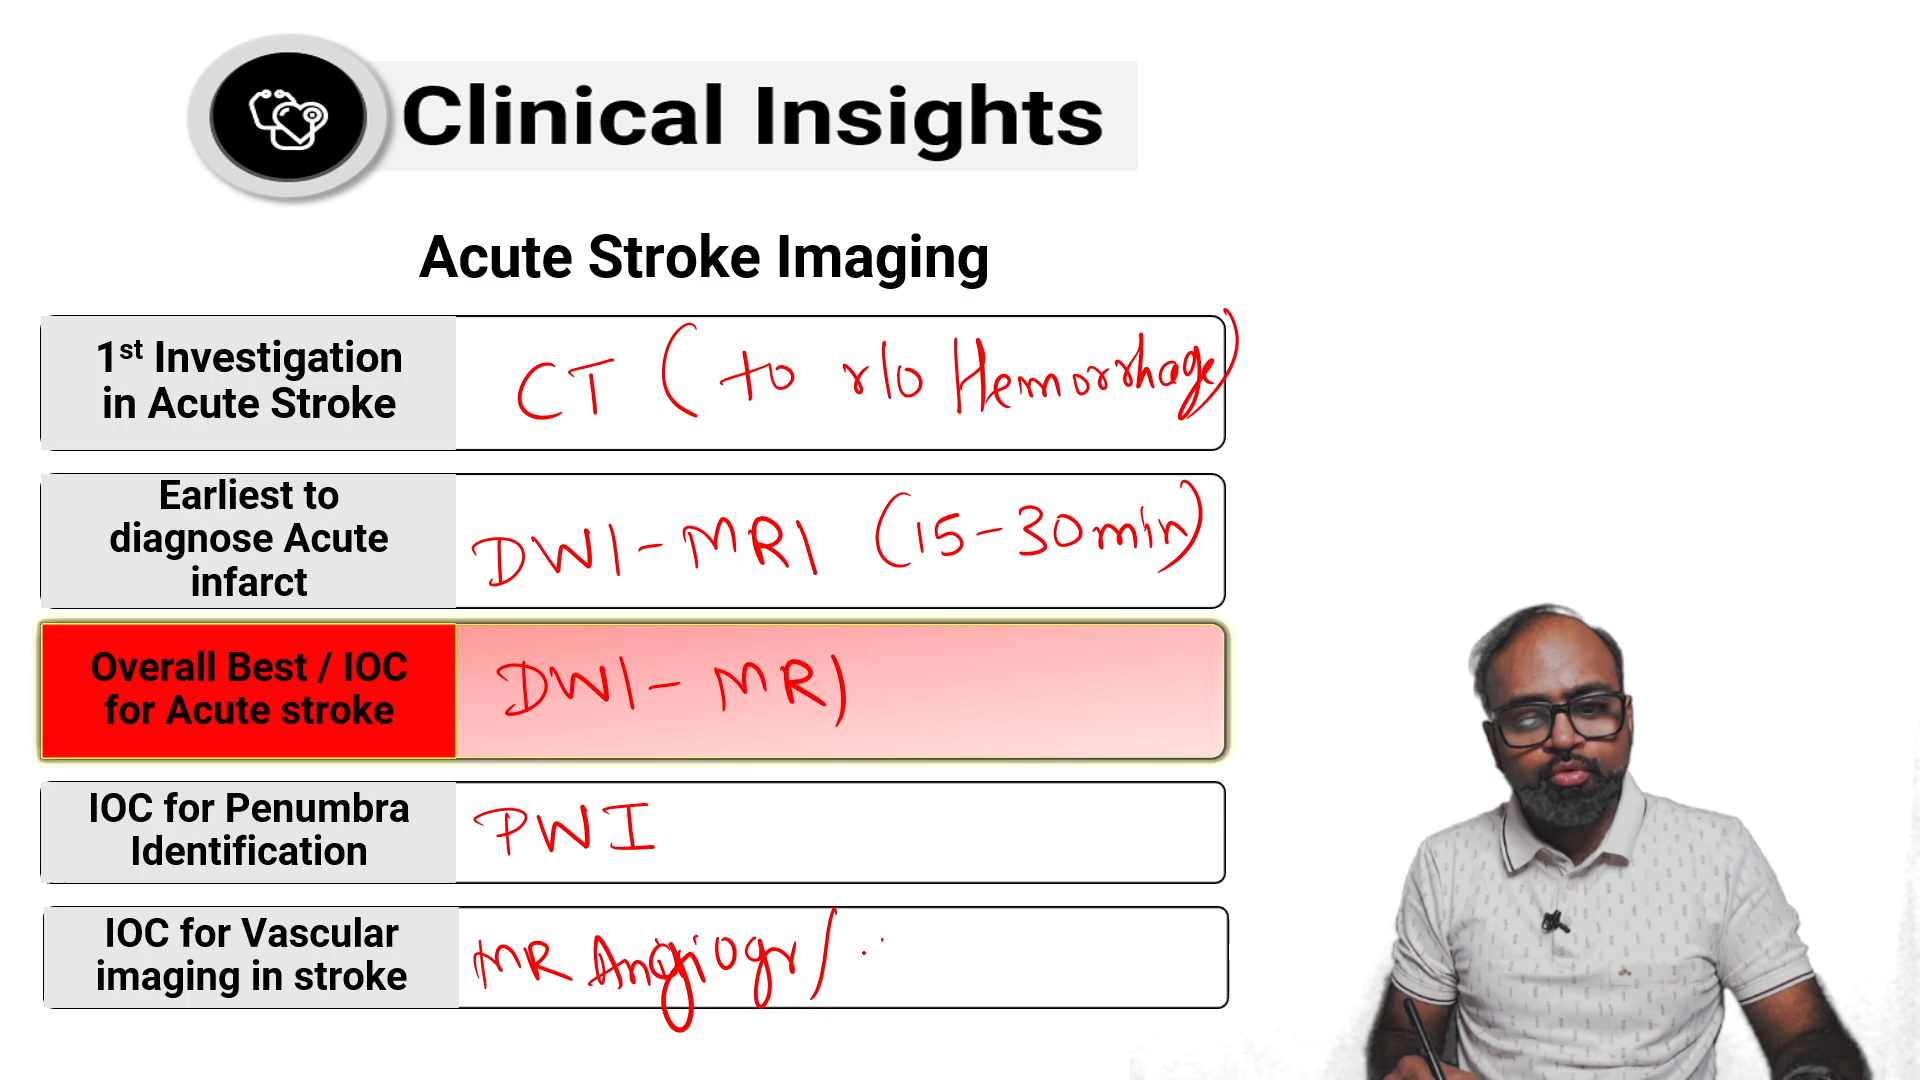 Clinical Insights
Acute Stroke Imaging
1st Investigation
in Acute Stroke
CT (to r/o Hemorrhage)
Earliest to
diagnose Acute
infarct
DWI-MRI (15-30min)
Overall Best / IOC
for Acute stroke
DWI-MRI
IOC for Penumbra
Identification
PWI
IOC for Vascular
imaging in stroke
MR Angiogr/